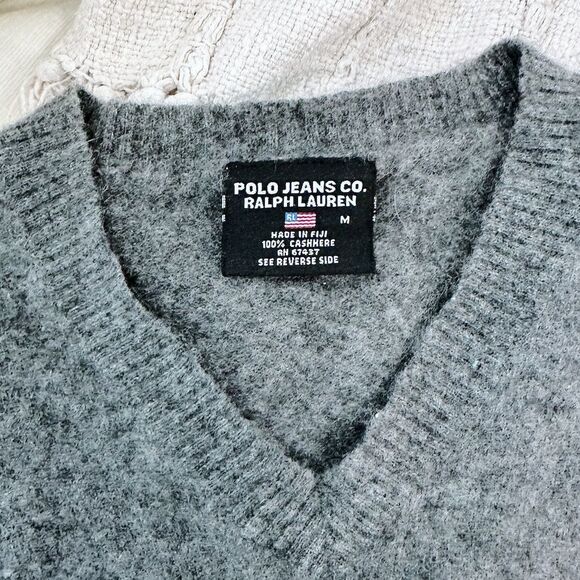 POLO JEANS CO.
RALPH LAUREN
RL
M
MADE IN FIJI
100% CASHMERE
RN 67437
SEE REVERSE SIDE